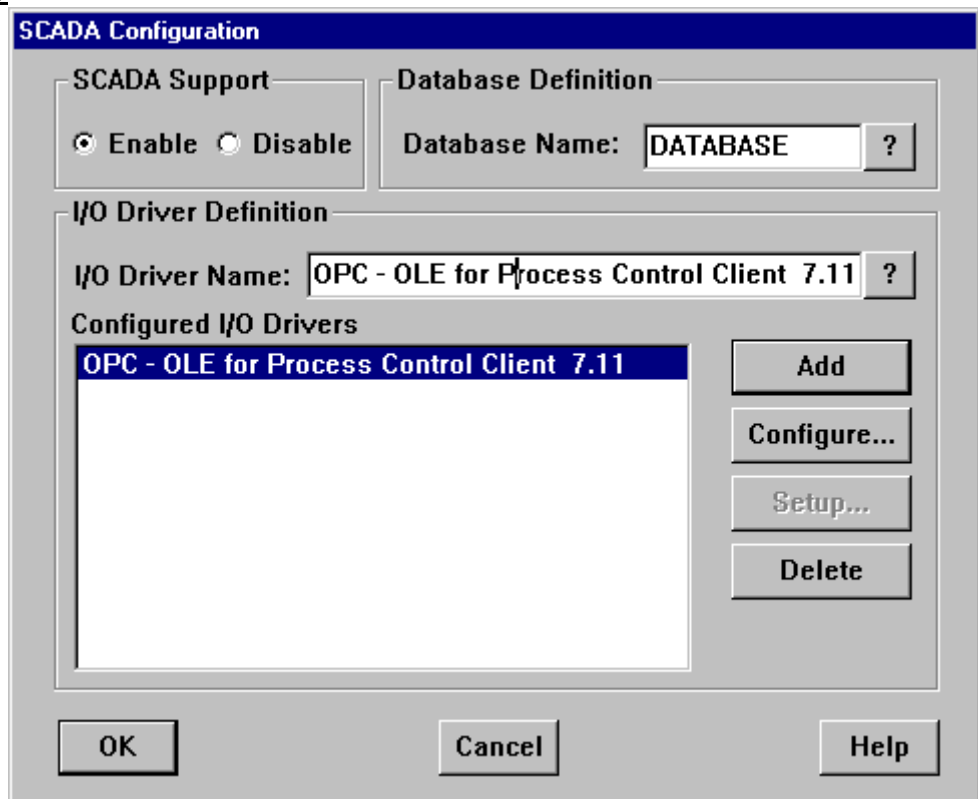 SCADA Configuration
SCADA Support
Enable Disable
Database Definition
Database Name: DATABASE ?
I/O Driver Definition
I/O Driver Name: OPC - OLE for Process Control Client 7.11 ?
Configured I/O Drivers
OPC - OLE for Process Control Client 7.11
Add
Configure...
Setup...
Delete
OK Cancel Help